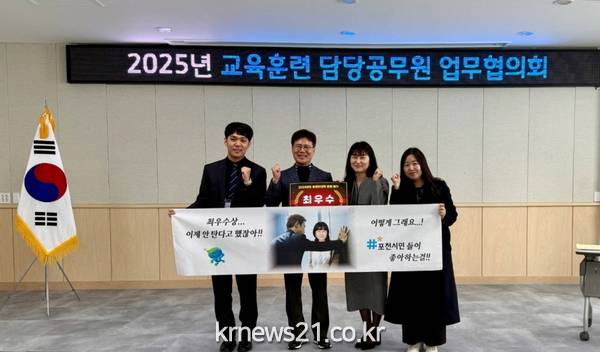 2025년 교육훈련 담당공무원 업무협의회
최우수
최우수상...
이제 안 탄다고 했잖아!!
어떻게 그래요...!
#포천시민 들이
좋아하는걸!!
krnews21.co.kr